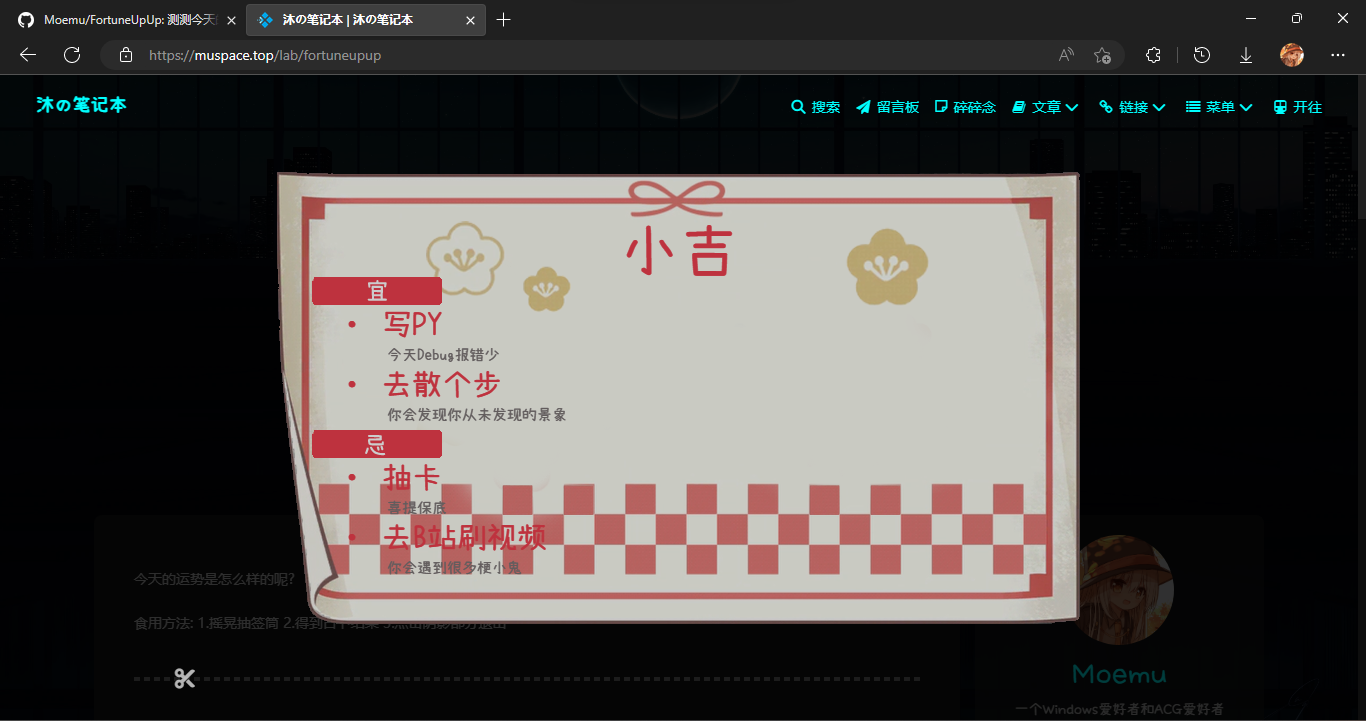 Moemu/FortuneUpUp: 测测今天
沐の笔记本 | 沐の笔记本
https://muspace.top/lab/fortuneupup
沐の笔记本
搜索 留言板 碎碎念 文章 链接 菜单 开往
小吉
宜
• 写PY
今天Debug报错少
• 去散个步
你会发现你从未发现的景象
忌
• 抽卡
喜提保底
• 去B站刷视频
你会遇到很多梗小鬼
今天的运势是怎么样的呢?
食用方法: 1.摇晃抽签筒 2.得到
Moemu
一个Windows爱好者和ACG爱好者